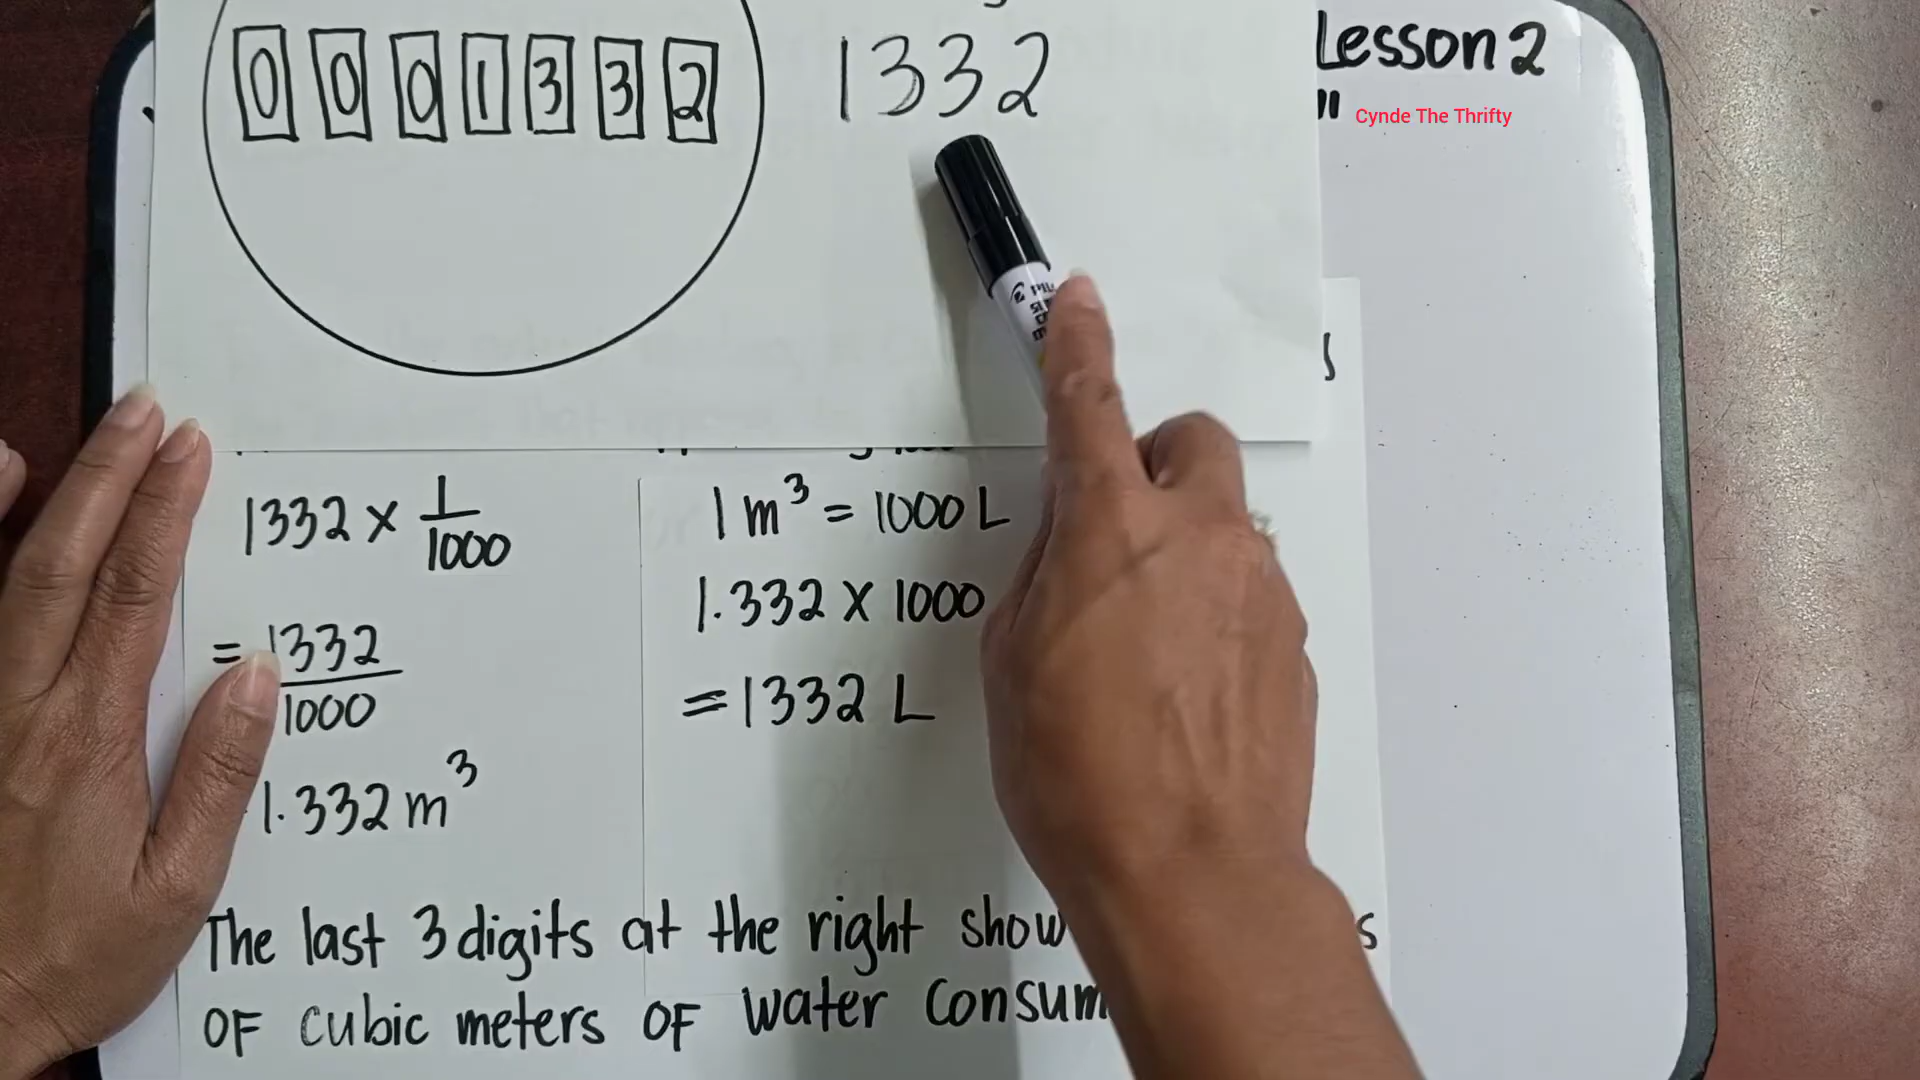 0 0 0 1 3 3 2
1332
Lesson 2
"
Cynde The Thrifty
1332 x 1/1000
= 1332/1000
1.332 m³
1 m³ = 1000 L
1.332 x 1000
= 1332 L
The last 3 digits at the right show
OF cubic meters OF water